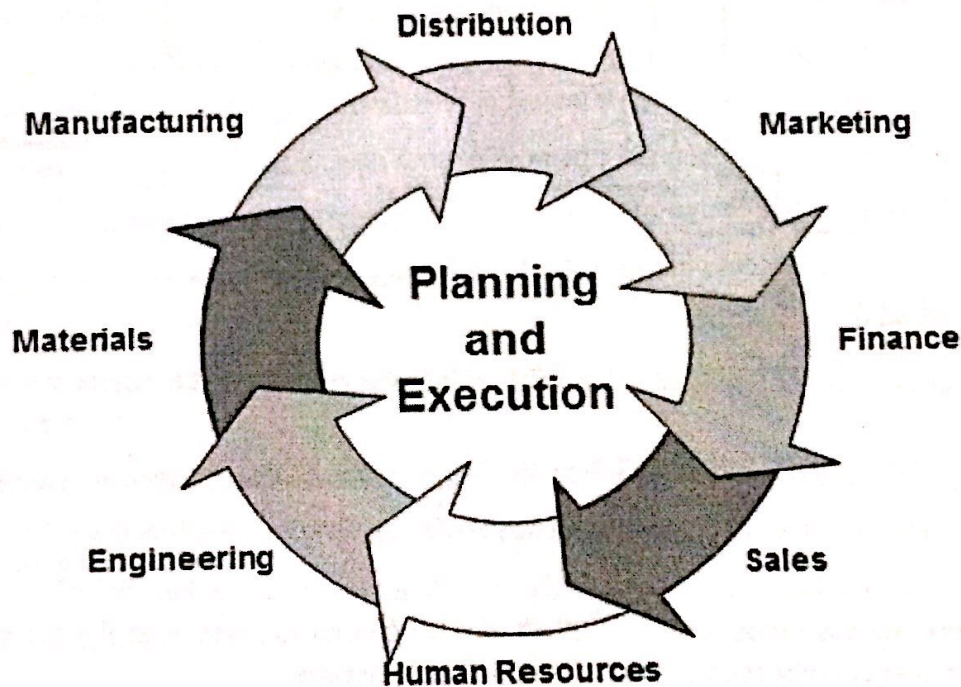 Distribution
Manufacturing
Marketing
Planning
and
Execution
Materials
Finance
Engineering
Sales
Human Resources